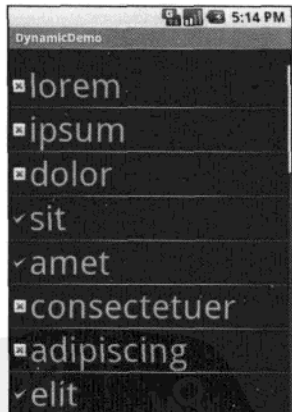 5:14 PM
DynamicDemo
lorem
ipsum
dolor
sit
amet
consectetuer
adipiscing
elit